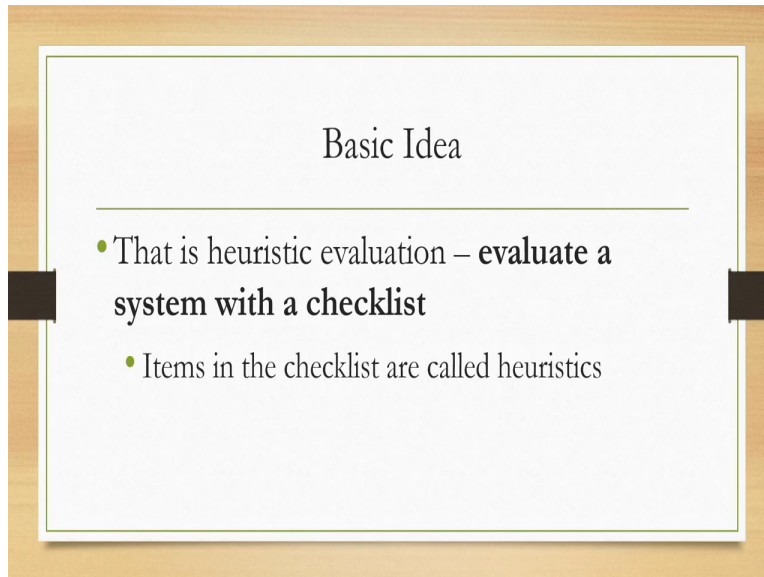 Basic Idea
• That is heuristic evaluation – evaluate a
system with a checklist
• Items in the checklist are called heuristics